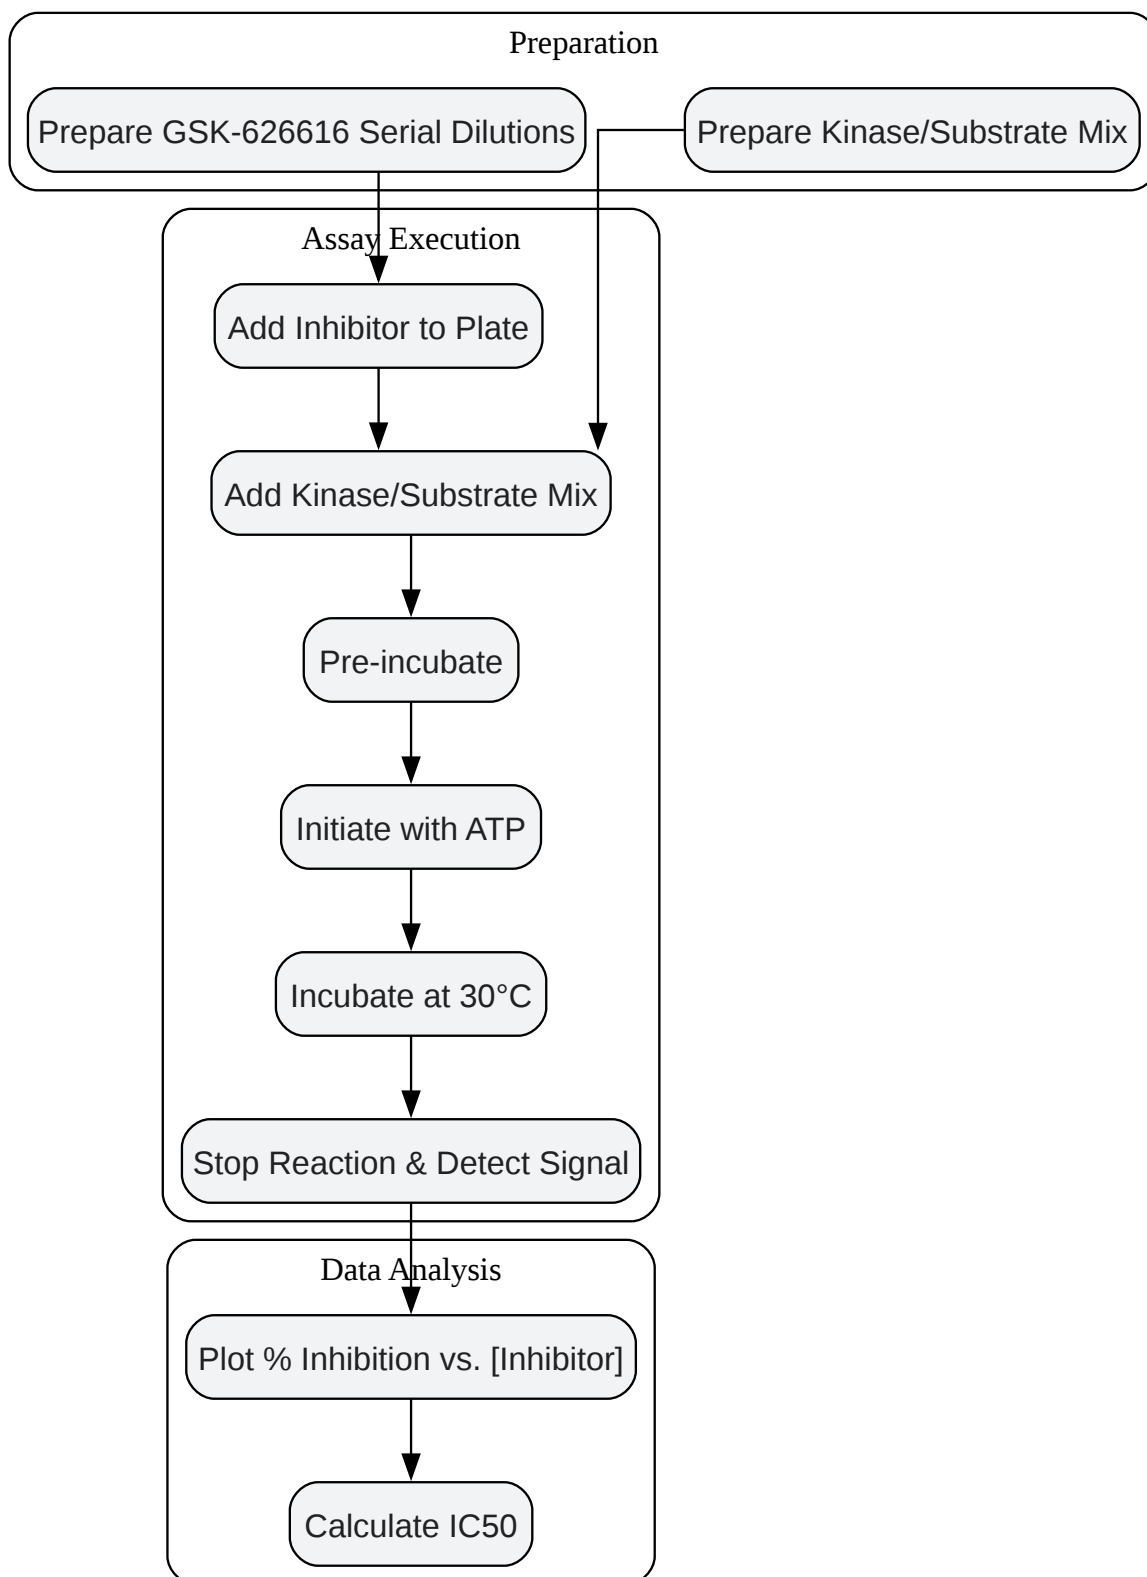 Preparation
Prepare GSK-626616 Serial Dilutions
Prepare Kinase/Substrate Mix
Assay Execution
Add Inhibitor to Plate
Add Kinase/Substrate Mix
Pre-incubate
Initiate with ATP
Incubate at 30°C
Stop Reaction & Detect Signal
Data Analysis
Plot % Inhibition vs. [Inhibitor]
Calculate IC50